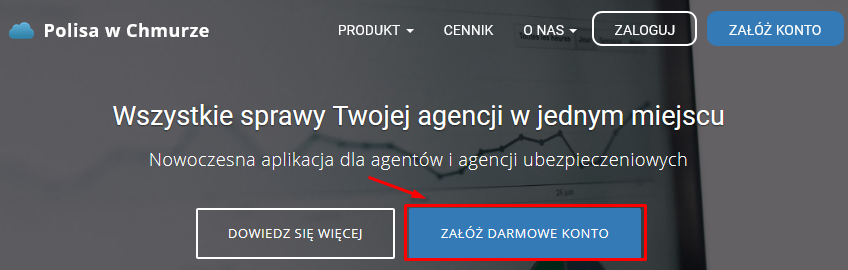 Polisa w Chmurze
PRODUKT
CENNIK
O NAS
ZALOGUJ
ZAŁÓŻ KONTO
Wszystkie sprawy Twojej agencji w jednym miejscu
Nowoczesna aplikacja dla agentów i agencji ubezpieczeniowych
DOWIEDZ SIĘ WIĘCEJ
ZAŁÓŻ DARMOWE KONTO